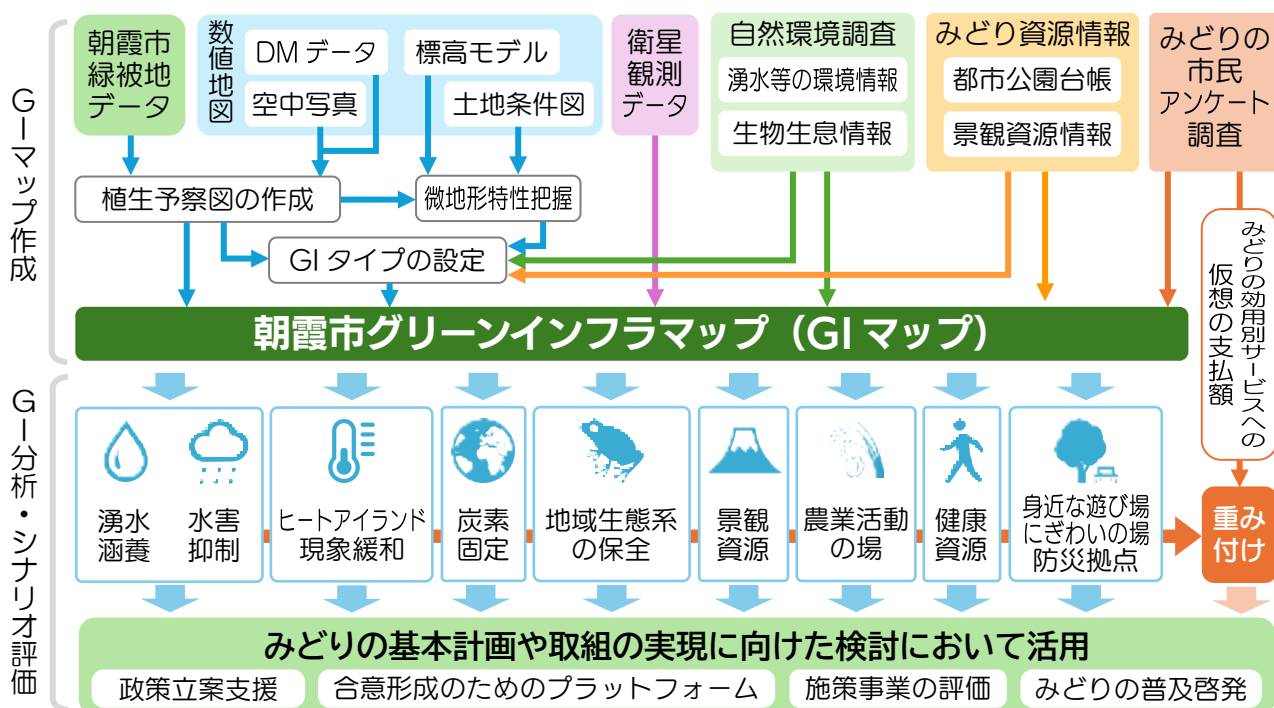 GIマップ作成
朝霞市
緑被地
データ
数値地図
DMデータ
標高モデル
空中写真
土地条件図
衛星
観測
データ
自然環境調査
湧水等の環境情報
生物生息情報
みどり資源情報
都市公園台帳
景観資源情報
みどりの
市民
アンケート
調査
植生予察図の作成
微地形特性把握
GIタイプの設定
みどりの効用別サービスへの
仮想の支払額
朝霞市グリーンインフラマップ（GIマップ）
GI分析・シナリオ評価
湧水
涵養
水害
抑制
ヒートアイランド
現象緩和
炭素
固定
地域生態系
の保全
景観
資源
農業活動
の場
健康
資源
身近な遊び場
にぎわいの場
防災拠点
重み
付け
みどりの基本計画や取組の実現に向けた検討において活用
政策立案支援
合意形成のためのプラットフォーム
施策事業の評価
みどりの普及啓発